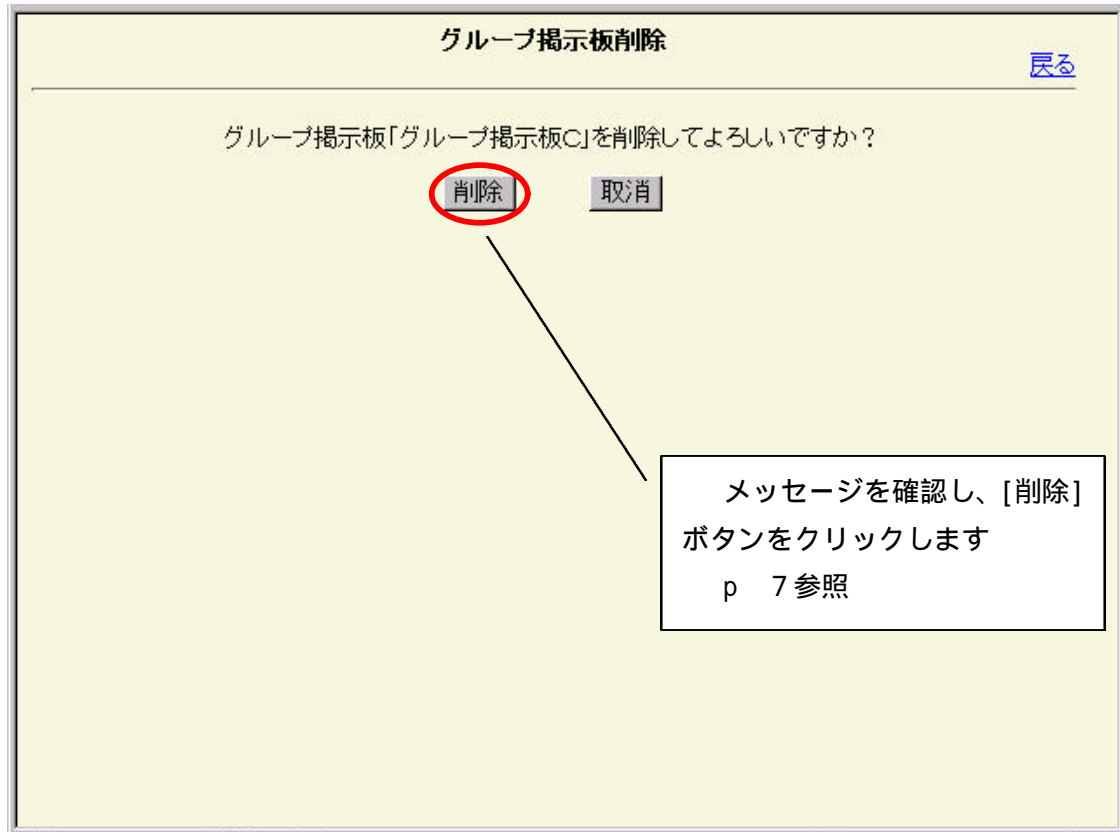 グループ掲示板削除
戻る
グループ掲示板「グループ掲示板C」を削除してよろしいですか？
削除 取消
メッセージを確認し、[削除]
ボタンをクリックします
p 7参照